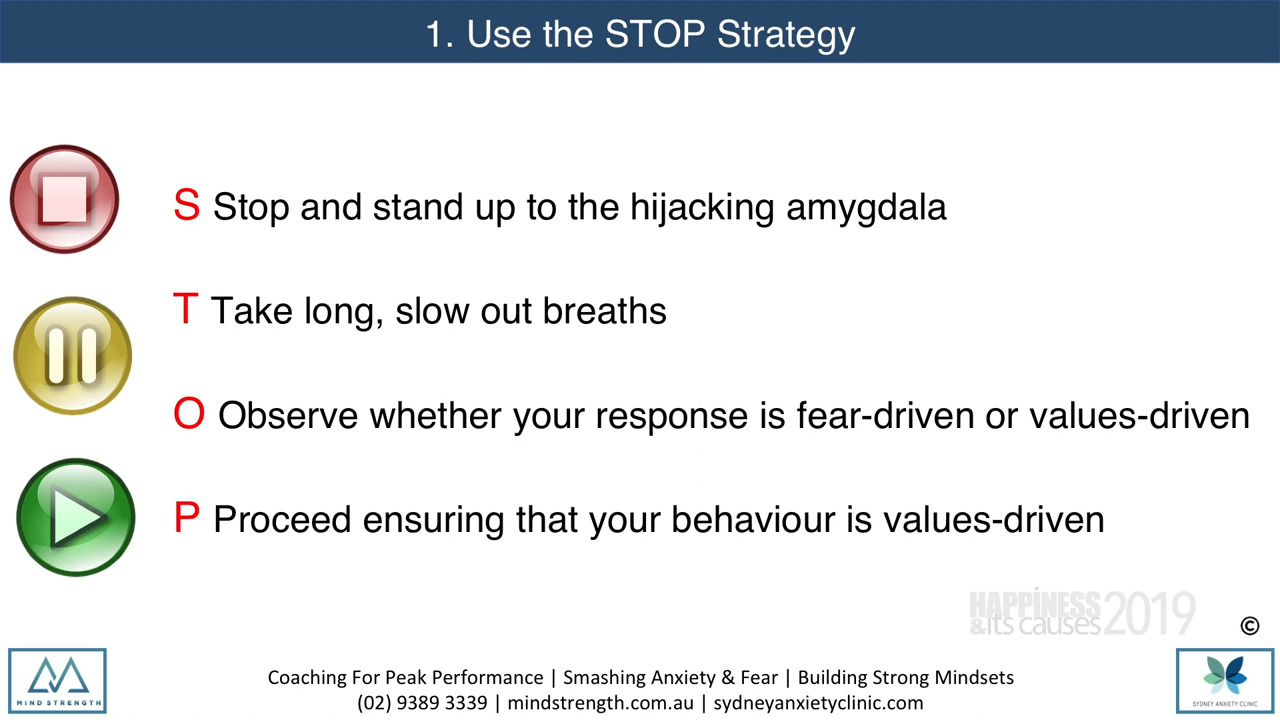 1. Use the STOP Strategy
S Stop and stand up to the hijacking amygdala
T Take long, slow out breaths
O Observe whether your response is fear-driven or values-driven
P Proceed ensuring that your behaviour is values-driven
HAPPiNESS
&its causes 2019
©
MIND STRENGTH
Coaching For Peak Performance | Smashing Anxiety & Fear | Building Strong Mindsets
(02) 9389 3339 | mindstrength.com.au | sydneyanxietyclinic.com
SYDNEY ANXIETY CLINIC